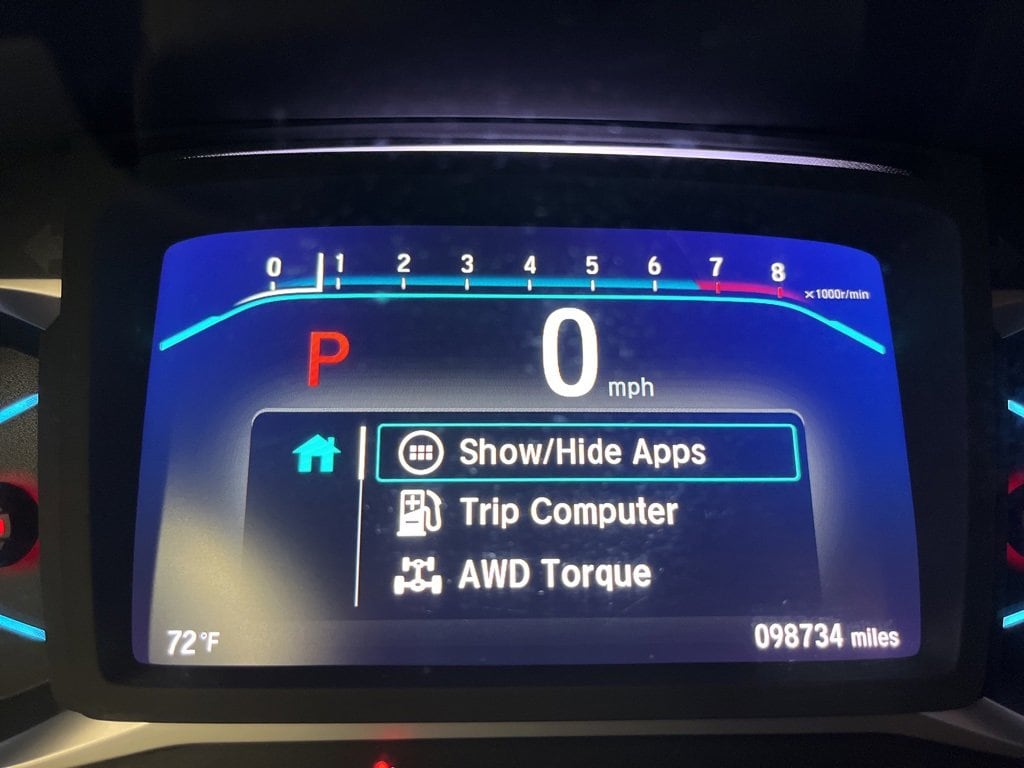 0 1 2 3 4 5 6 7 8
x1000r/min
P 0 mph
Show/Hide Apps
Trip Computer
AWD Torque
72°F 098734 miles